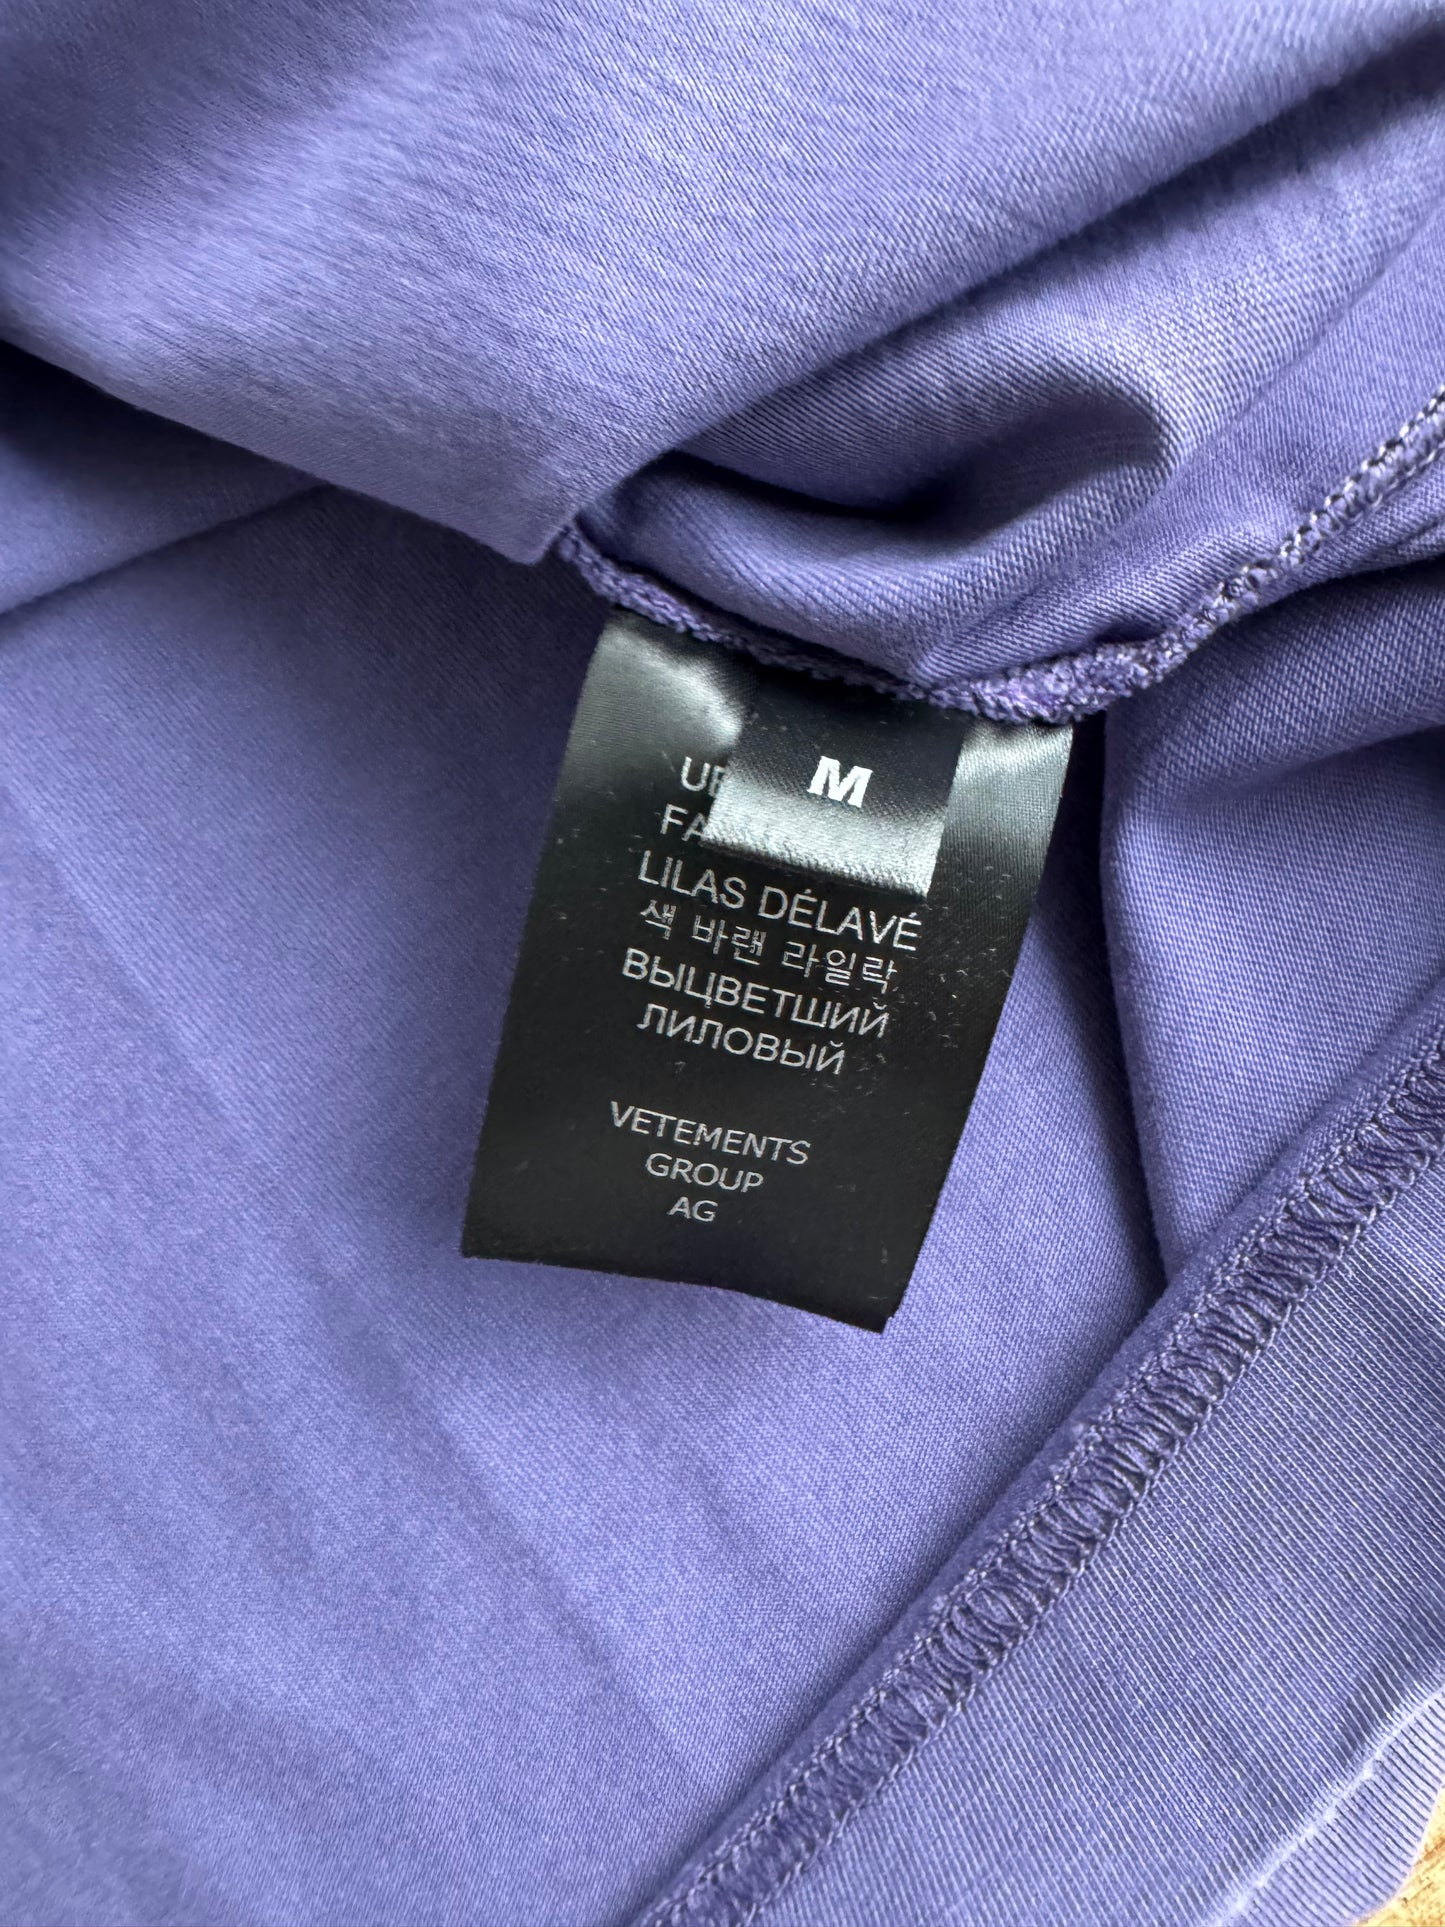 M
LILAS DÉLAVÉ
색 바랜 라일락
ВЫЦВЕТШИЙ
ЛИЛОВЫЙ
VETEMENTS
GROUP
AG